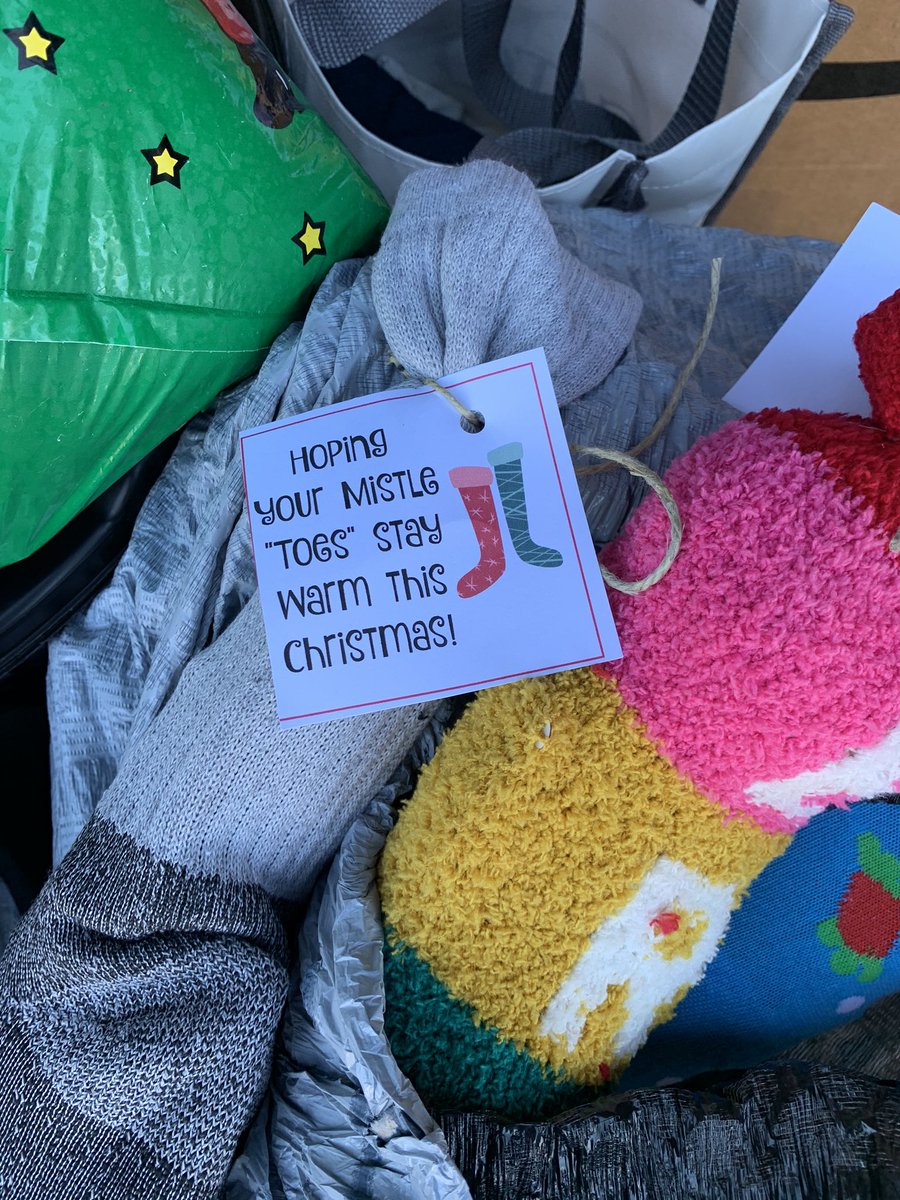 Hoping
your Mistle
"Toes" stay
warm this
Christmas!